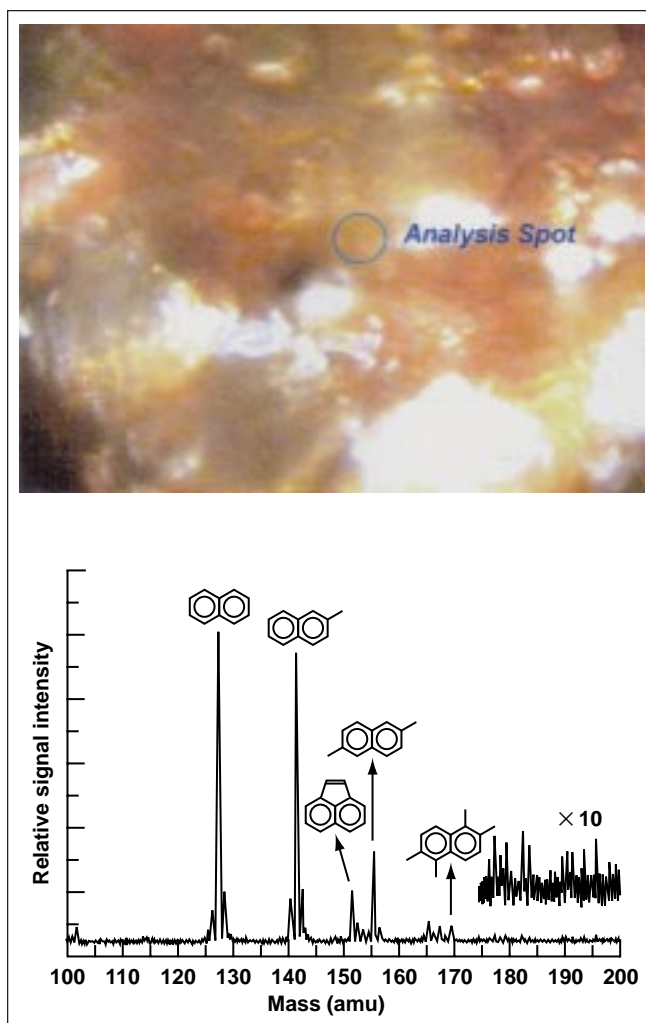 Analysis Spot
× 10
Relative signal intensity
100 110 120 130 140 150 160 170 180 190 200
Mass (amu)